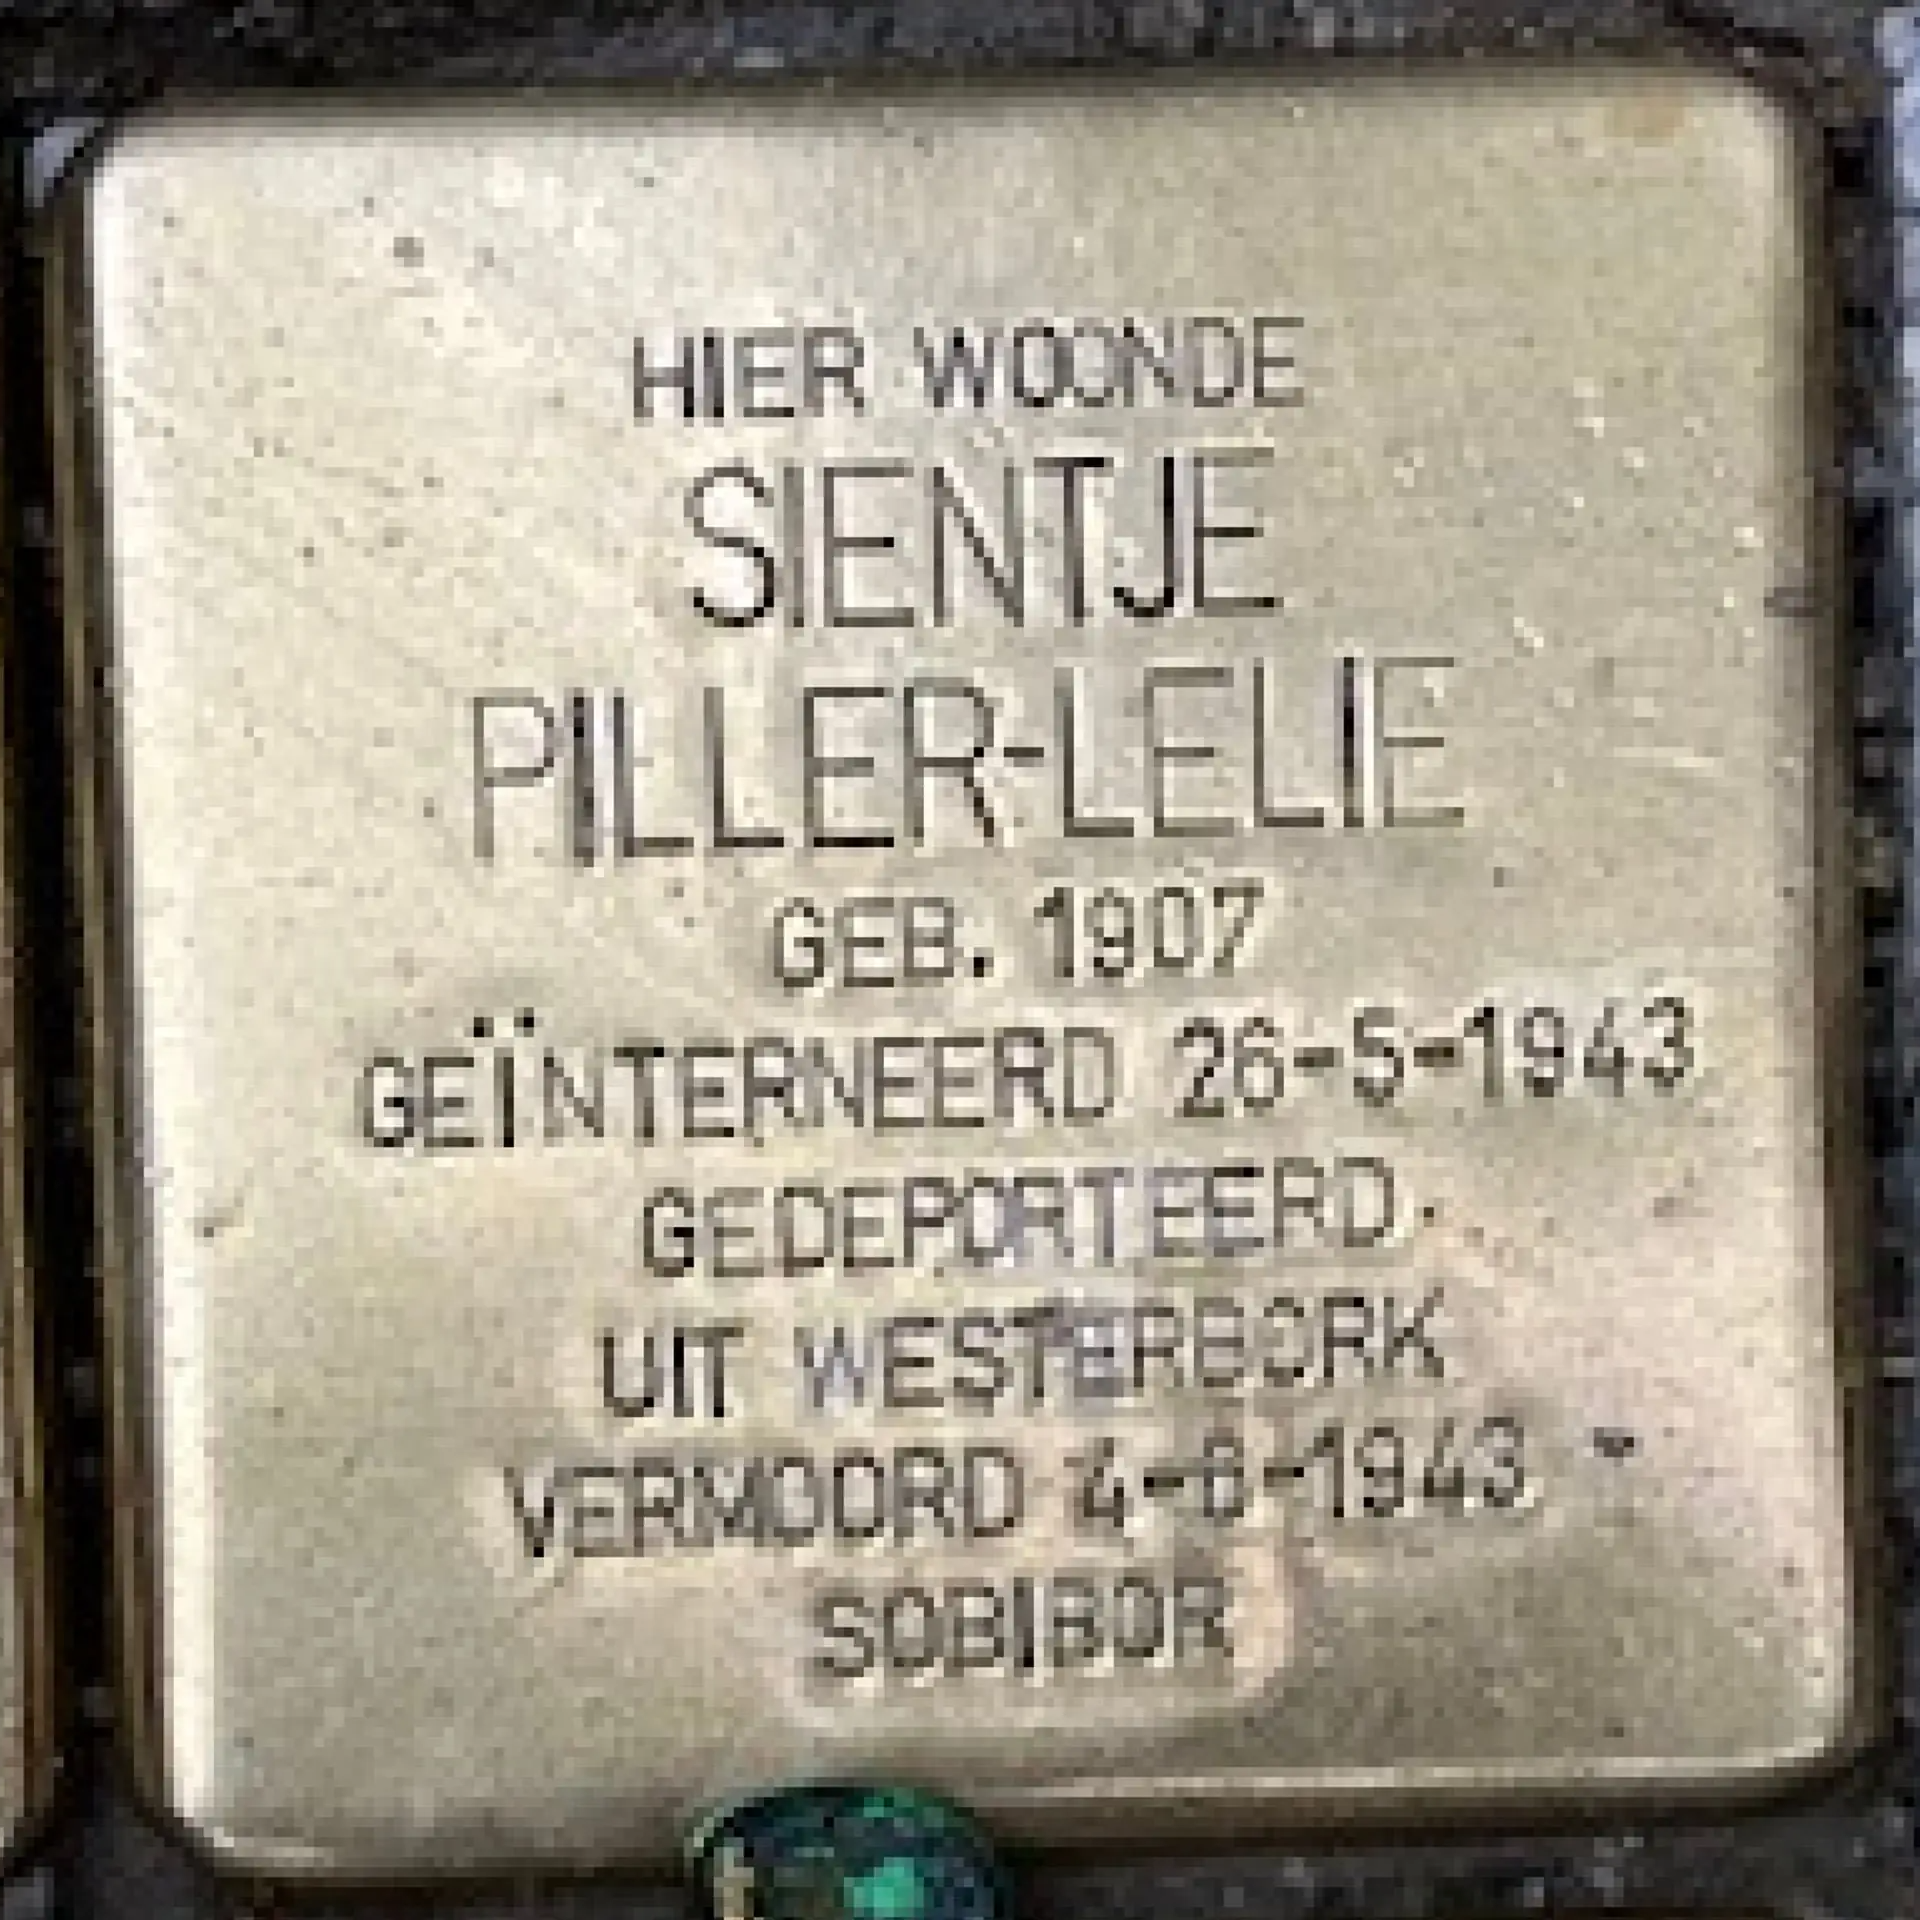 HIER WOONDE
SIENTJE
PILLER-LELIE
GEB. 1907
GEÏNTERNEERD 26-5-1943
GEDEPORTEERD
UIT WESTERBORK
VERMOORD 4-6-1943
SOBIBOR